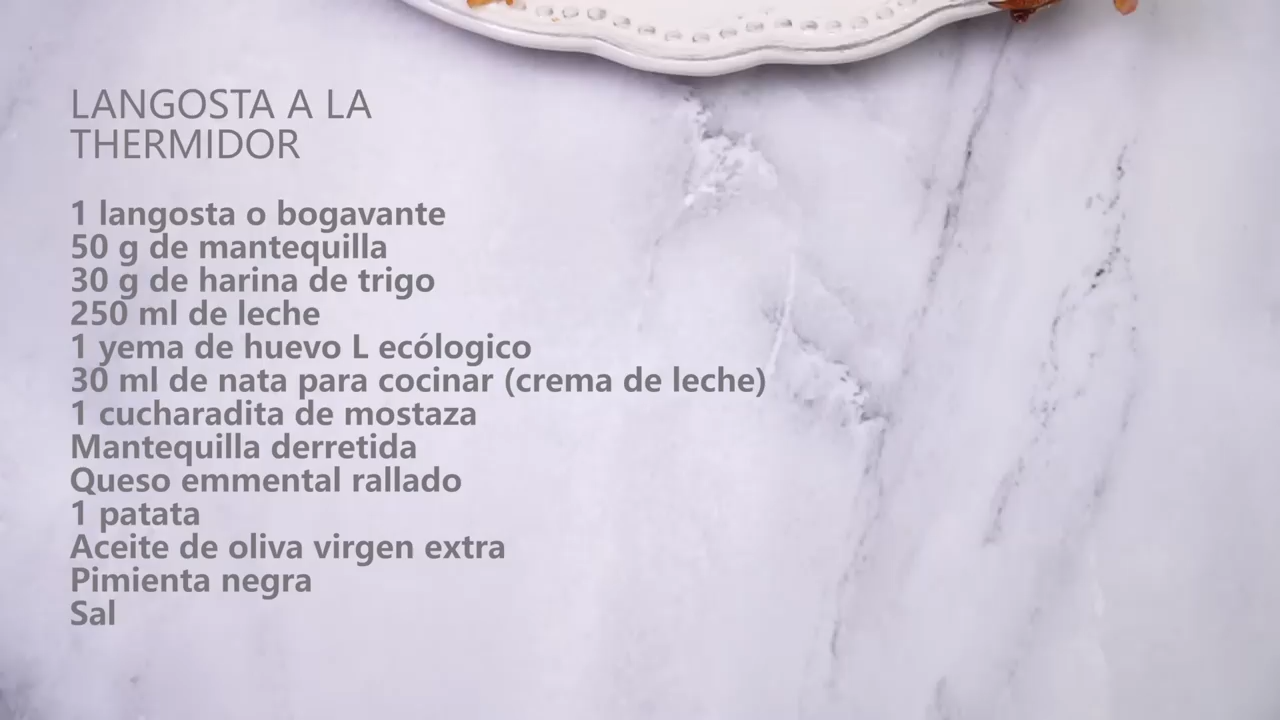 LANGOSTA A LA
THERMIDOR
1 langosta o bogavante
50 g de mantequilla
30 g de harina de trigo
250 ml de leche
1 yema de huevo L ecólogico
30 ml de nata para cocinar (crema de leche)
1 cucharadita de mostaza
Mantequilla derretida
Queso emmental rallado
1 patata
Aceite de oliva virgen extra
Pimienta negra
Sal